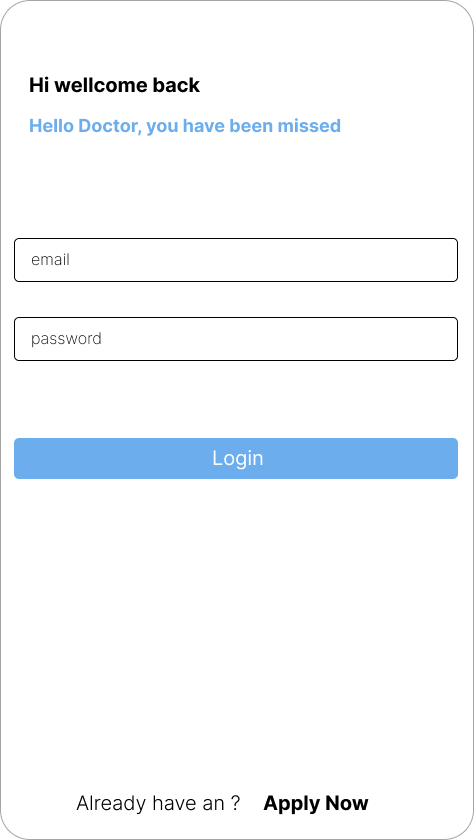 Hi wellcome back
Hello Doctor, you have been missed
email
password
Login
Already have an ? Apply Now